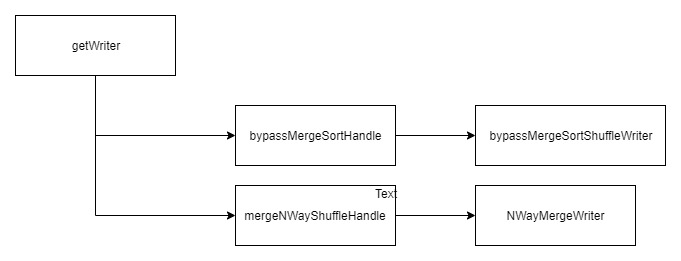 getWriter
bypassMergeSortHandle
bypassMergeSortShuffleWriter
Text
mergeNWayShuffleHandle
NWayMergeWriter